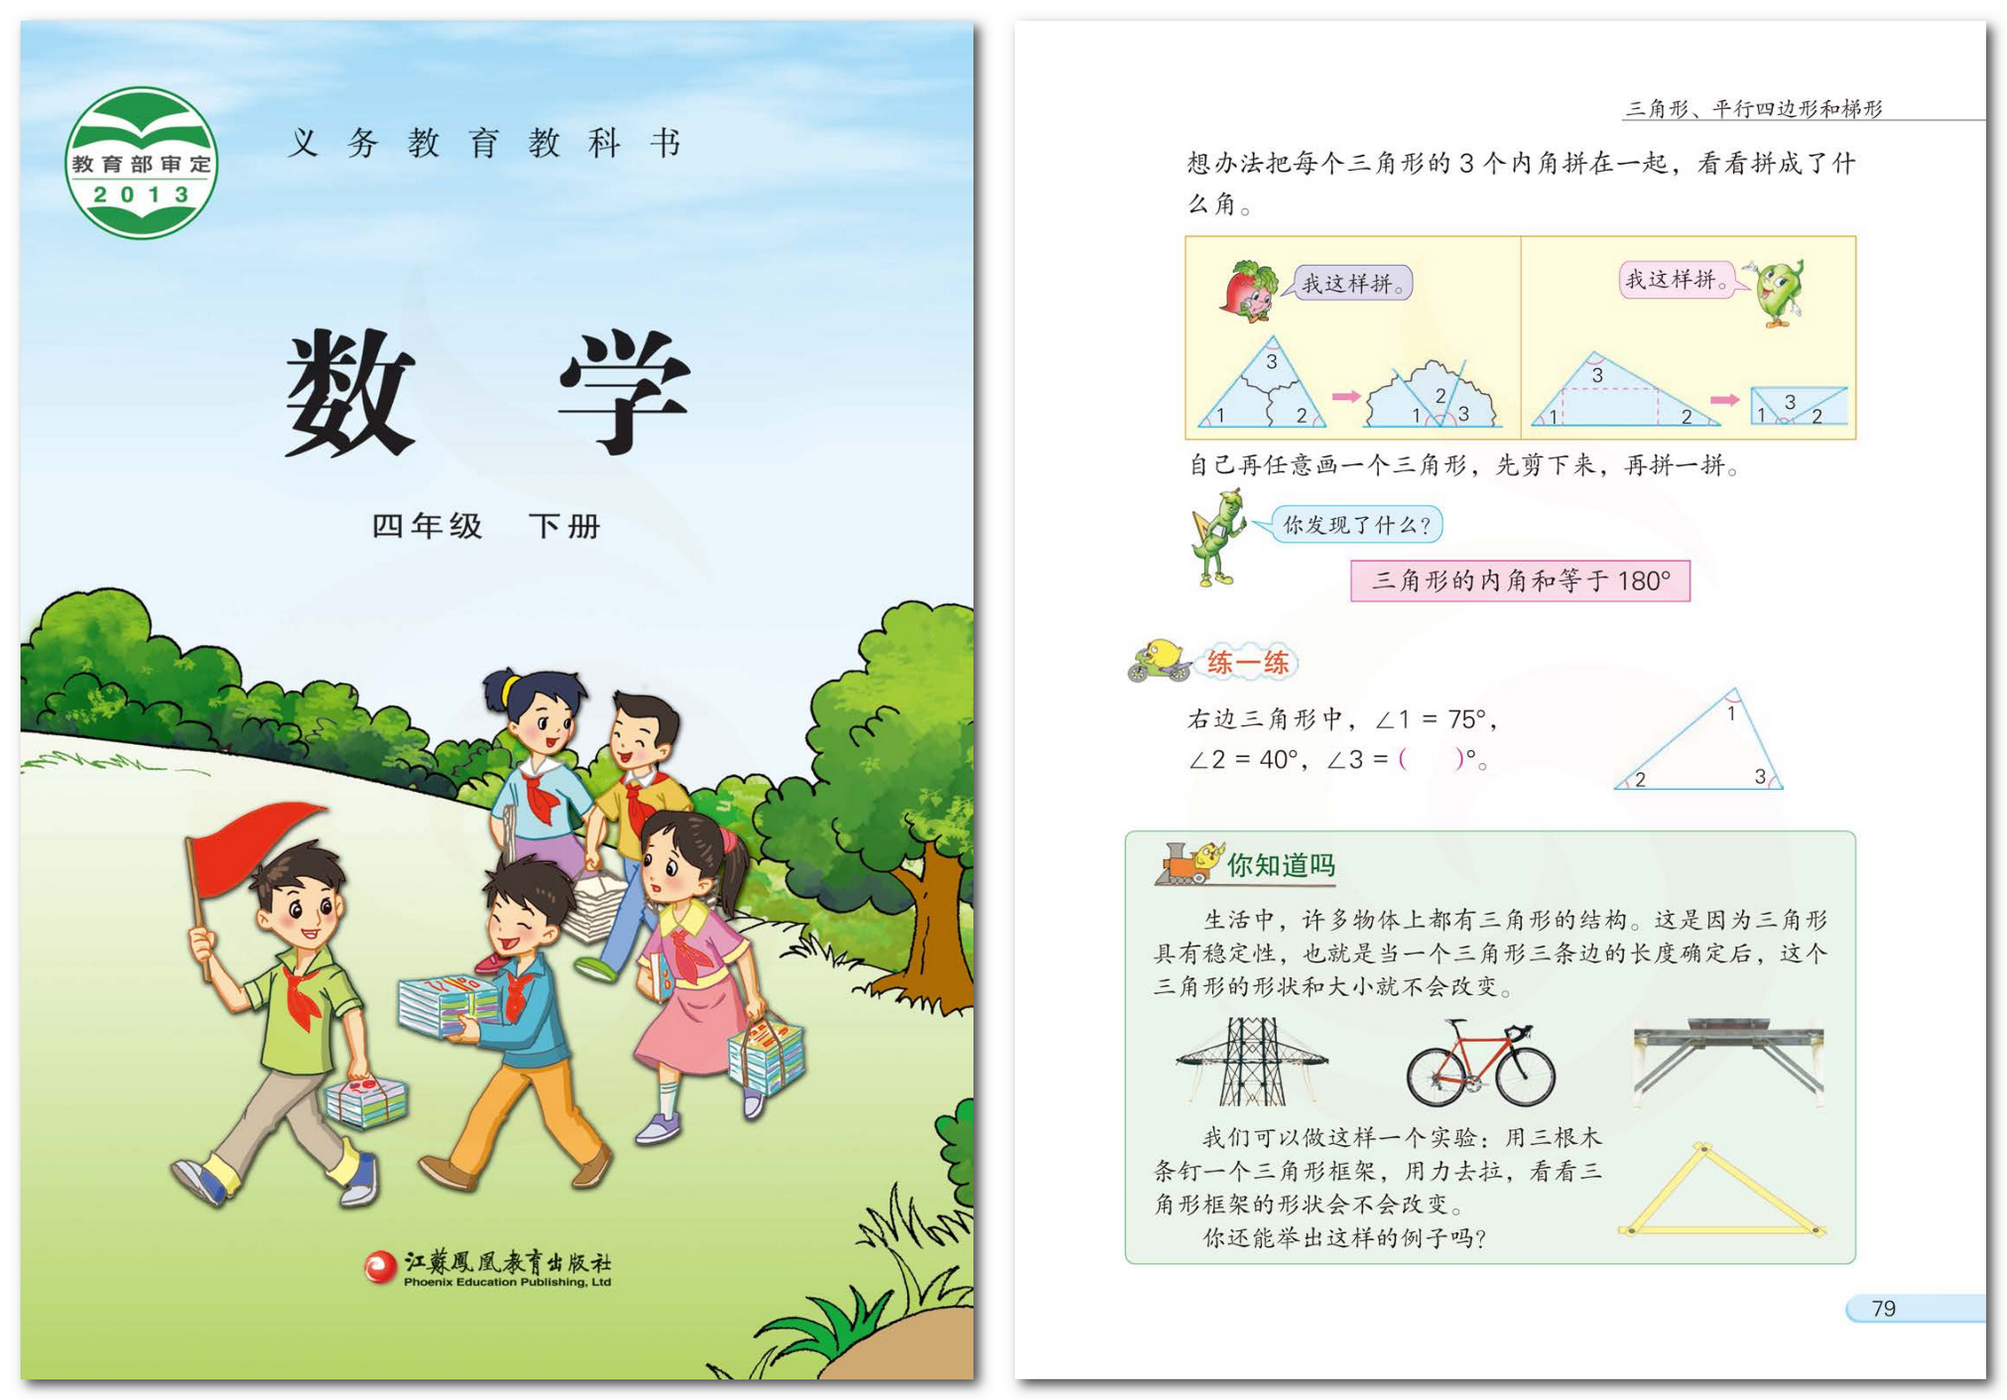 教育部审定
2013
义务教育教科书
数 学
四年级 下册
江苏凤凰教育出版社
Phoenix Education Publishing, Ltd
三角形、平行四边形和梯形
想办法把每个三角形的 3 个内角拼在一起，看看拼成了什
么角。
我这样拼。
我这样拼。
3
1 2
2
1 3
3
1 2
3
1 2
自己再任意画一个三角形，先剪下来，再拼一拼。
你发现了什么？
三角形的内角和等于 180°
练一练
右边三角形中，∠1 = 75°，
∠2 = 40°，∠3 = (　　)°。
1
2 3
你知道吗
生活中，许多物体上都有三角形的结构。这是因为三角形
具有稳定性，也就是当一个三角形三条边的长度确定后，这个
三角形的形状和大小就不会改变。
我们可以做这样一个实验：用三根木
条钉一个三角形框架，用力去拉，看看三
角形框架的形状会不会改变。
你还能举出这样的例子吗？
79